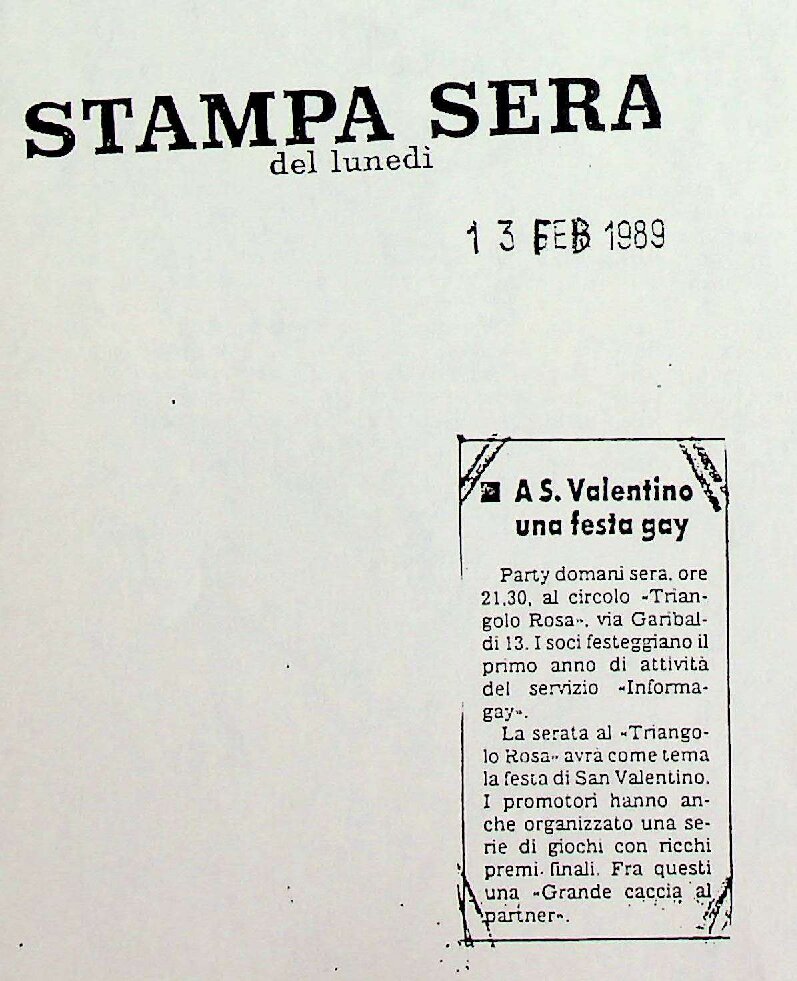 STAMPA SERA
del lunedì
13 FEB 1989
A S. Valentino
una festa gay
Party domani sera, ore
21,30, al circolo «Trian-
golo Rosa», via Garibal-
di 13. I soci festeggiano il
primo anno di attività
del servizio «Informa-
gay».
La serata al «Triango-
lo Rosa» avrà come tema
la festa di San Valentino.
I promotori hanno an-
che organizzato una se-
rie di giochi con ricchi
premi finali. Fra questi
una «Grande caccia al
partner».